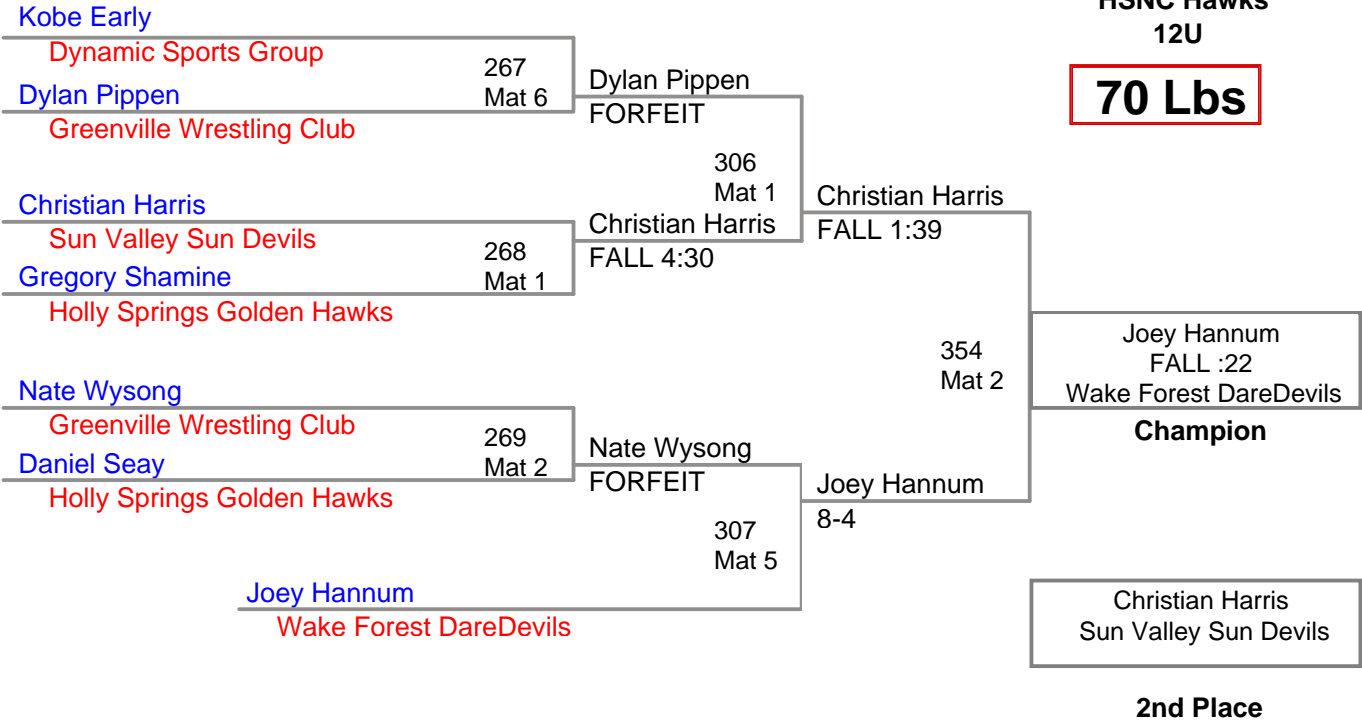 HSNC Hawks
12U
70 Lbs
Kobe Early
Dynamic Sports Group
267
Mat 6
Dylan Pippen
Greenville Wrestling Club
Dylan Pippen
FORFEIT
306
Mat 1
Christian Harris
Sun Valley Sun Devils
268
Mat 1
Gregory Shamine
Holly Springs Golden Hawks
Christian Harris
FALL 4:30
Christian Harris
FALL 1:39
354
Mat 2
Joey Hannum
FALL :22
Wake Forest DareDevils
Champion
Nate Wysong
Greenville Wrestling Club
269
Mat 2
Daniel Seay
Holly Springs Golden Hawks
Nate Wysong
FORFEIT
307
Mat 5
Joey Hannum
8-4
Joey Hannum
Wake Forest DareDevils
Christian Harris
Sun Valley Sun Devils
2nd Place